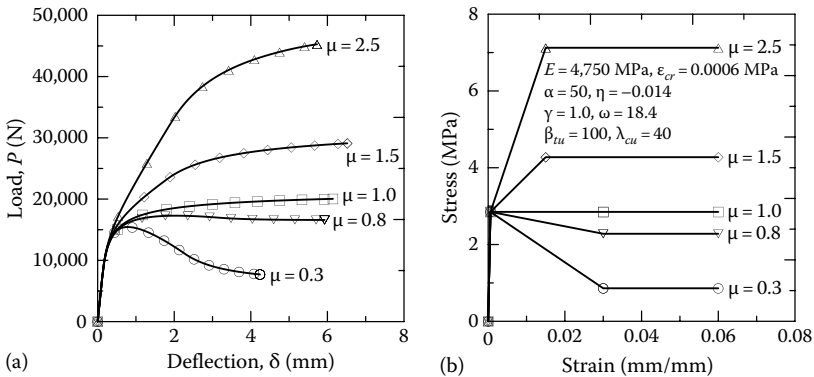 50,000
40,000
30,000
20,000
10,000
0
Load, P (N)
0 2 4 6 8
Deflection, δ (mm)
μ = 2.5
μ = 1.5
μ = 1.0
μ = 0.8
μ = 0.3
(a)
8
6
4
2
0
Stress (MPa)
0 0.02 0.04 0.06 0.08
Strain (mm/mm)
μ = 2.5
E = 4,750 MPa, ε_cr = 0.0006 MPa
α = 50, η = −0.014
γ = 1.0, ω = 18.4
β_tu = 100, λ_cu = 40
μ = 1.5
μ = 1.0
μ = 0.8
μ = 0.3
(b)